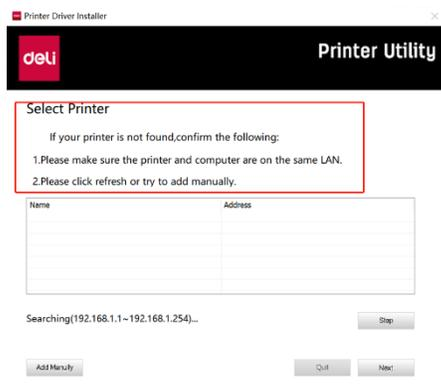 Printer Driver Installer
deli
Printer Utility
Select Printer
If your printer is not found,confirm the following:
1.Please make sure the printer and computer are on the same LAN.
2.Please click refresh or try to add manually.
Name Address
Searching(192.168.1.1~192.168.1.254)...
Stop
Add Manully
Quit
Next